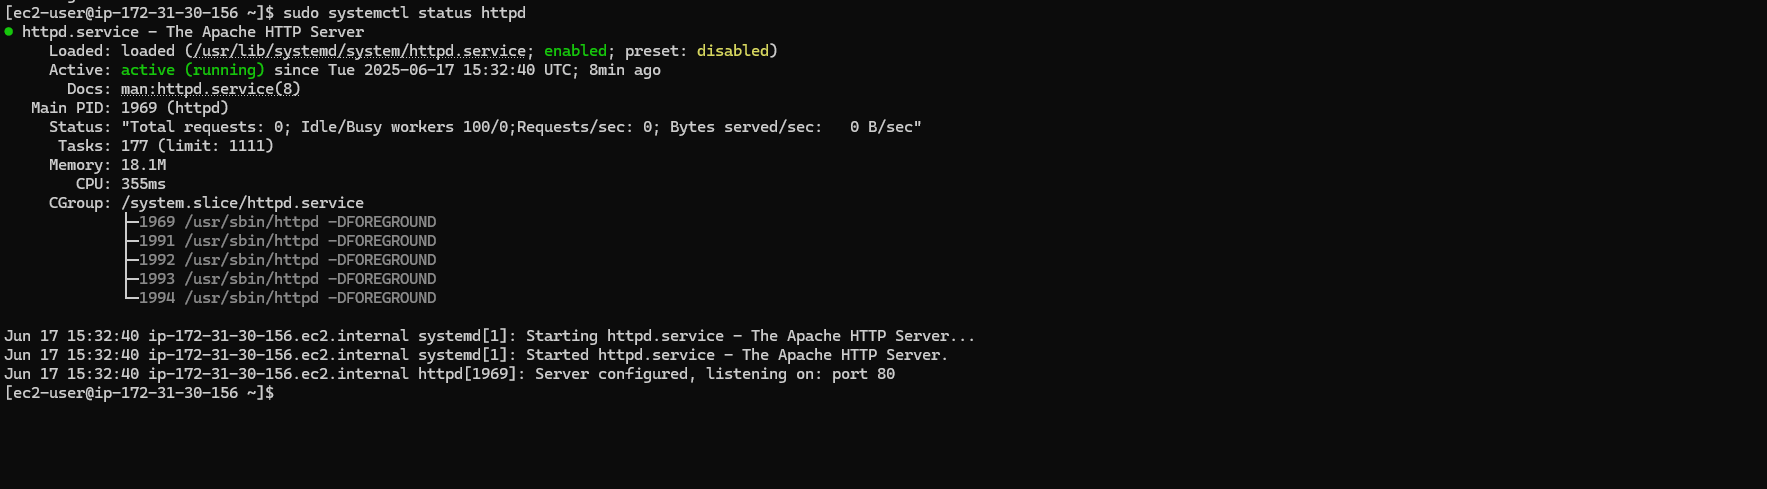 [ec2-user@ip-172-31-30-156 ~]$ sudo systemctl status httpd
● httpd.service - The Apache HTTP Server
     Loaded: loaded (/usr/lib/systemd/system/httpd.service; enabled; preset: disabled)
     Active: active (running) since Tue 2025-06-17 15:32:40 UTC; 8min ago
       Docs: man:httpd.service(8)
   Main PID: 1969 (httpd)
     Status: "Total requests: 0; Idle/Busy workers 100/0;Requests/sec: 0; Bytes served/sec:   0 B/sec"
      Tasks: 177 (limit: 1111)
     Memory: 18.1M
        CPU: 355ms
     CGroup: /system.slice/httpd.service
             ├─1969 /usr/sbin/httpd -DFOREGROUND
             ├─1991 /usr/sbin/httpd -DFOREGROUND
             ├─1992 /usr/sbin/httpd -DFOREGROUND
             ├─1993 /usr/sbin/httpd -DFOREGROUND
             └─1994 /usr/sbin/httpd -DFOREGROUND

Jun 17 15:32:40 ip-172-31-30-156.ec2.internal systemd[1]: Starting httpd.service - The Apache HTTP Server...
Jun 17 15:32:40 ip-172-31-30-156.ec2.internal systemd[1]: Started httpd.service - The Apache HTTP Server.
Jun 17 15:32:40 ip-172-31-30-156.ec2.internal httpd[1969]: Server configured, listening on: port 80
[ec2-user@ip-172-31-30-156 ~]$